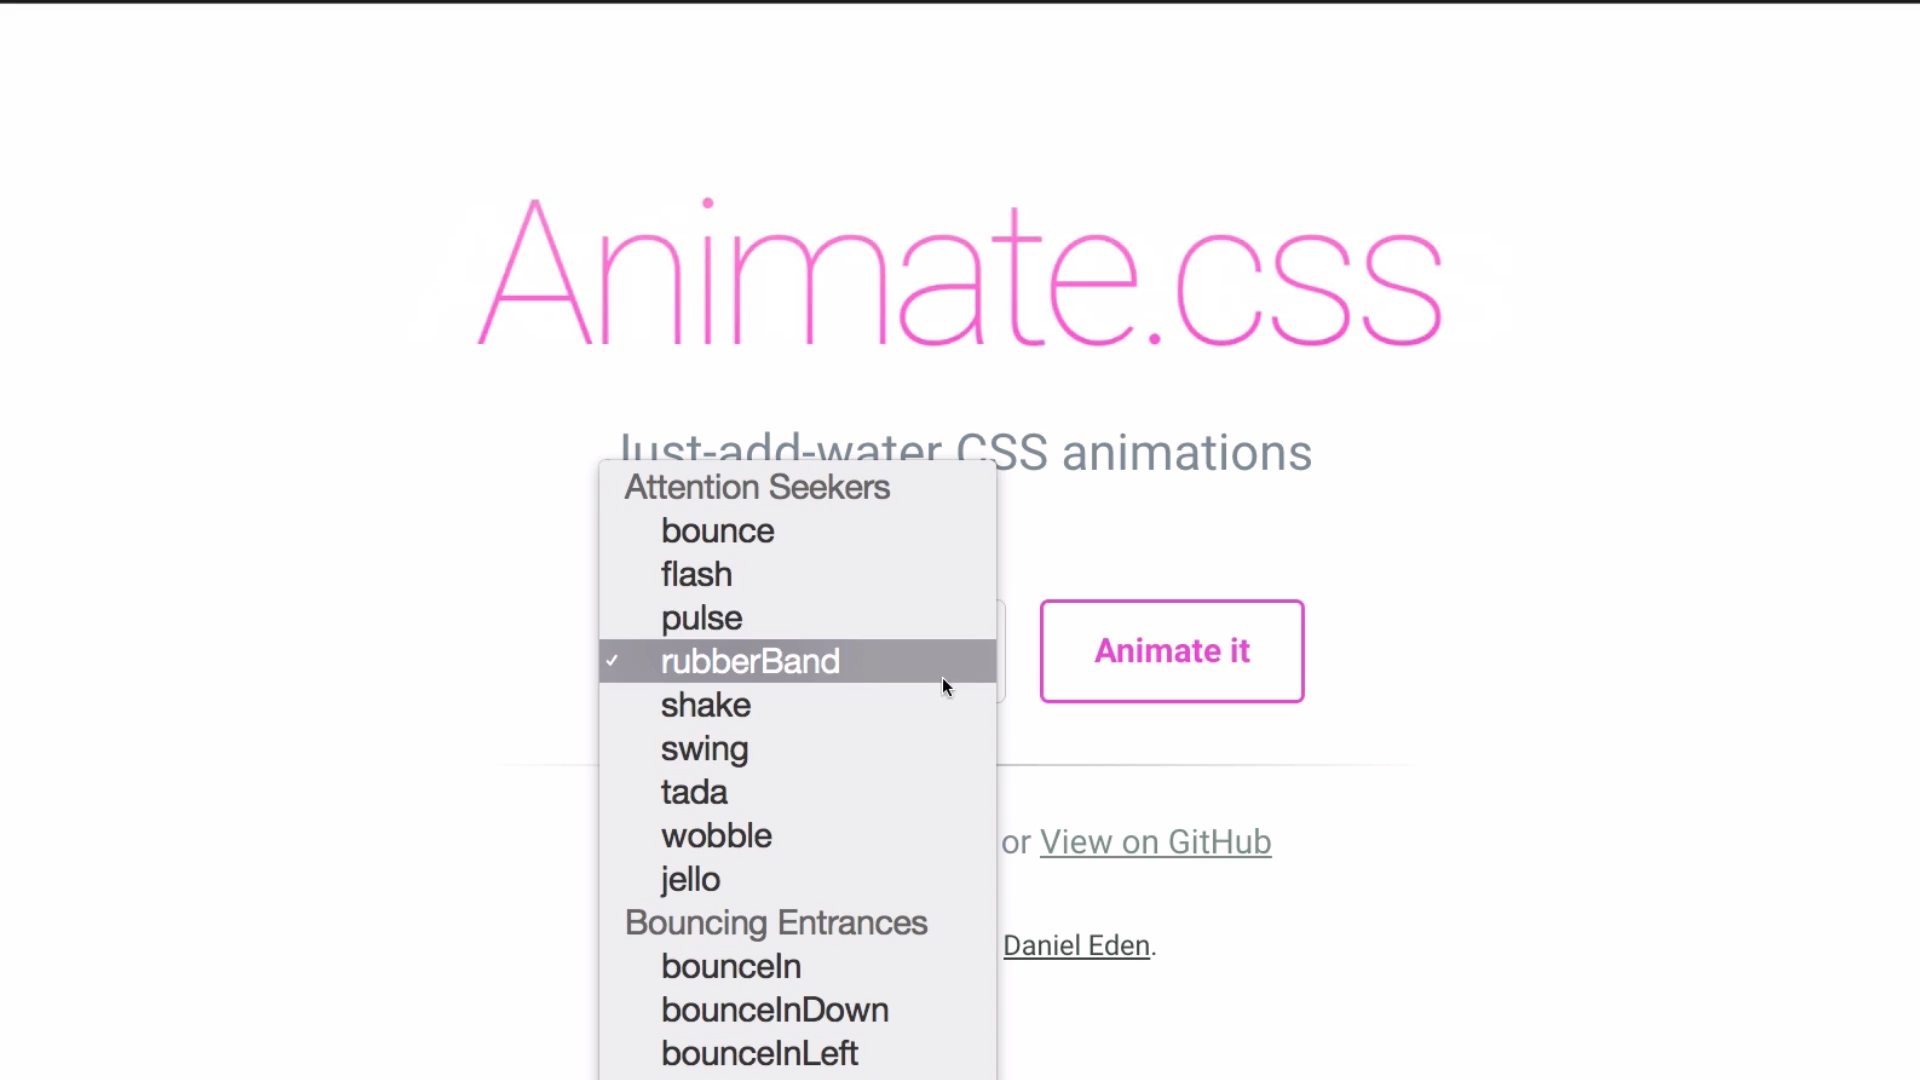 Animate.css
Just-add-water CSS animations
Attention Seekers
bounce
flash
pulse
✓ rubberBand
Animate it
shake
swing
tada
wobble
or View on GitHub
jello
Bouncing Entrances
Daniel Eden.
bounceIn
bounceInDown
bounceInLeft